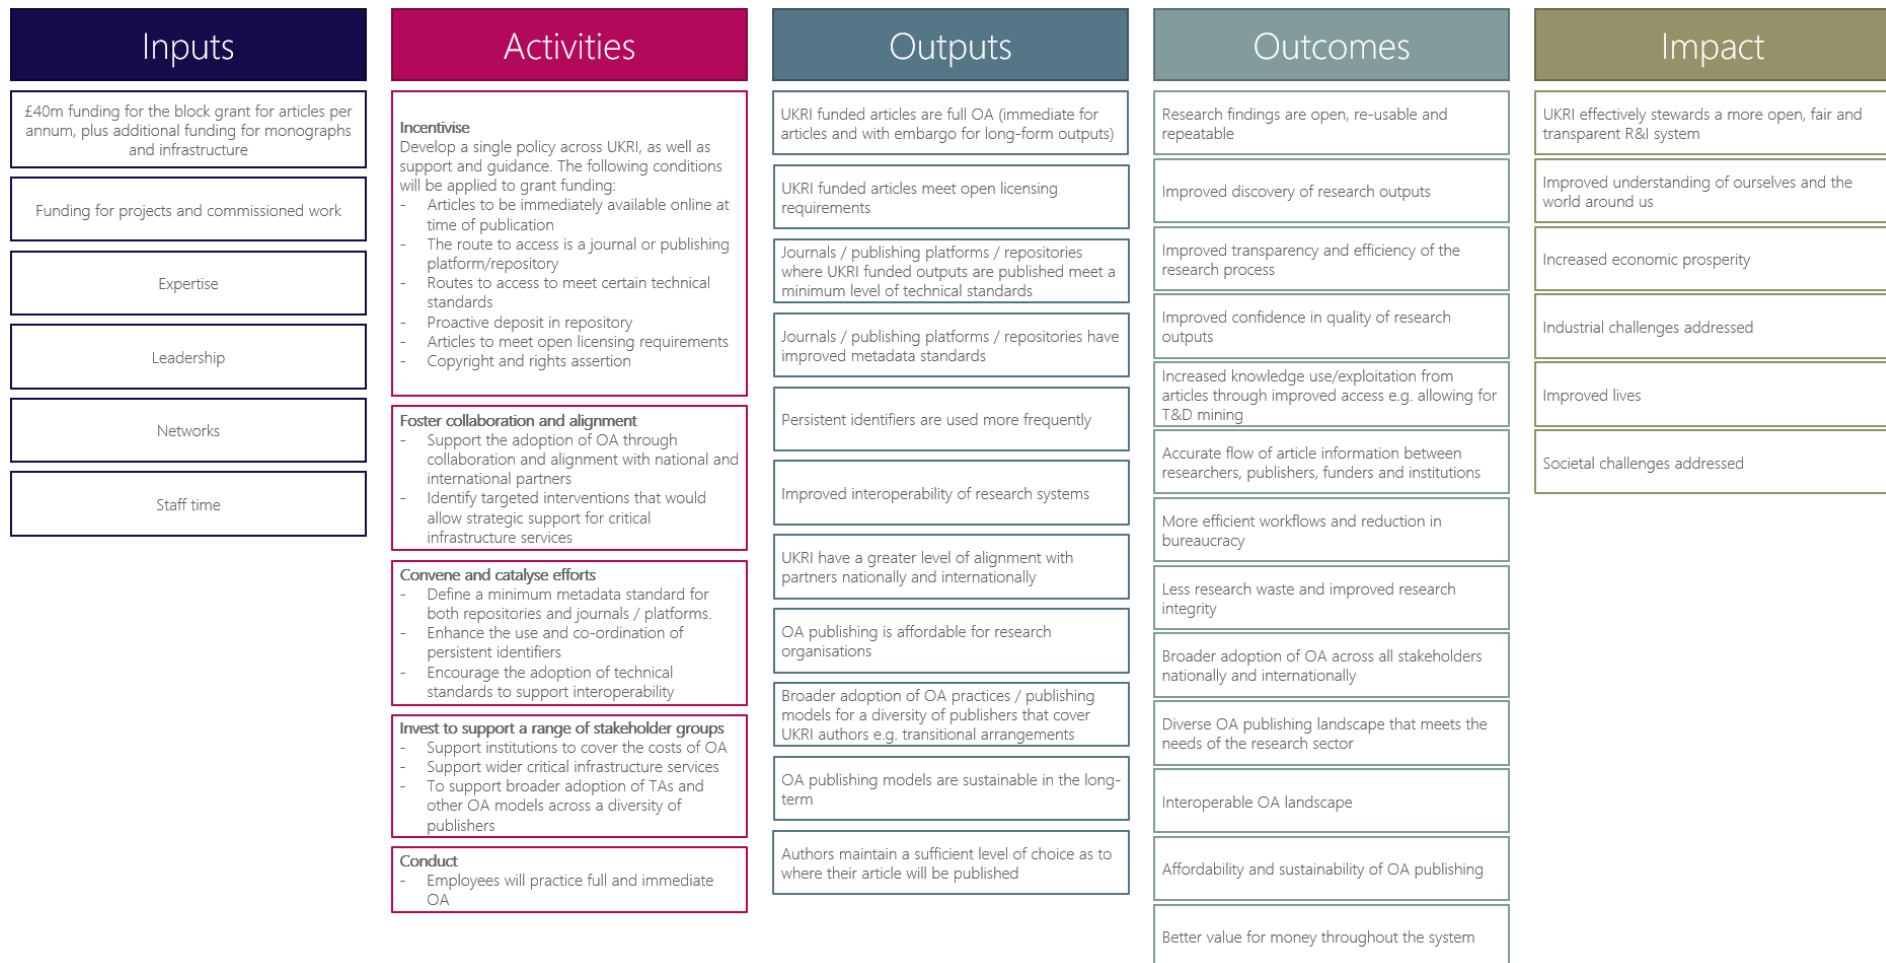 Inputs
£40m funding for the block grant for articles per
annum, plus additional funding for monographs
and infrastructure
Funding for projects and commissioned work
Expertise
Leadership
Networks
Staff time
Activities
Incentivise
Develop a single policy across UKRI, as well as
support and guidance. The following conditions
will be applied to grant funding:
- Articles to be immediately available online at
time of publication
- The route to access is a journal or publishing
platform/repository
- Routes to access to meet certain technical
standards
- Proactive deposit in repository
- Articles to meet open licensing requirements
- Copyright and rights assertion
Foster collaboration and alignment
- Support the adoption of OA through
collaboration and alignment with national and
international partners
- Identify targeted interventions that would
allow strategic support for critical
infrastructure services
Convene and catalyse efforts
- Define a minimum metadata standard for
both repositories and journals / platforms.
- Enhance the use and co-ordination of
persistent identifiers
- Encourage the adoption of technical
standards to support interoperability
Invest to support a range of stakeholder groups
- Support institutions to cover the costs of OA
- Support wider critical infrastructure services
- To support broader adoption of TAs and
other OA models across a diversity of
publishers
Conduct
- Employees will practice full and immediate
OA
Outputs
UKRI funded articles are full OA (immediate for
articles and with embargo for long-form outputs)
UKRI funded articles meet open licensing
requirements
Journals / publishing platforms / repositories
where UKRI funded outputs are published meet a
minimum level of technical standards
Journals / publishing platforms / repositories have
improved metadata standards
Persistent identifiers are used more frequently
Improved interoperability of research systems
UKRI have a greater level of alignment with
partners nationally and internationally
OA publishing is affordable for research
organisations
Broader adoption of OA practices / publishing
models for a diversity of publishers that cover
UKRI authors e.g. transitional arrangements
OA publishing models are sustainable in the long-
term
Authors maintain a sufficient level of choice as to
where their article will be published
Outcomes
Research findings are open, re-usable and
repeatable
Improved discovery of research outputs
Improved transparency and efficiency of the
research process
Improved confidence in quality of research
outputs
Increased knowledge use/exploitation from
articles through improved access e.g. allowing for
T&D mining
Accurate flow of article information between
researchers, publishers, funders and institutions
More efficient workflows and reduction in
bureaucracy
Less research waste and improved research
integrity
Broader adoption of OA across all stakeholders
nationally and internationally
Diverse OA publishing landscape that meets the
needs of the research sector
Interoperable OA landscape
Affordability and sustainability of OA publishing
Better value for money throughout the system
Impact
UKRI effectively stewards a more open, fair and
transparent R&I system
Improved understanding of ourselves and the
world around us
Increased economic prosperity
Industrial challenges addressed
Improved lives
Societal challenges addressed